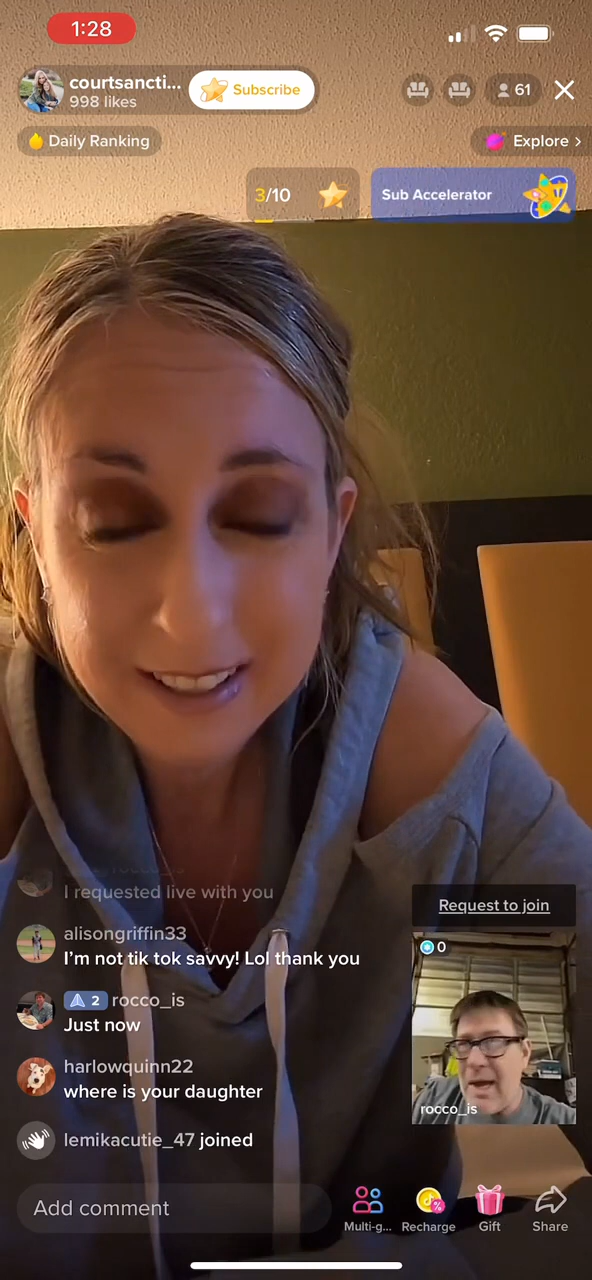 1:28
courtsancti...
998 likes
Subscribe
61
Daily Ranking
Explore >
3/10
Sub Accelerator
I requested live with you
Request to join
alisongriffin33
I'm not tik tok savvy! Lol thank you
0
2 rocco_is
Just now
harlowquinn22
where is your daughter
rocco_is
lemikacutie_47 joined
Add comment
Multi-g...
Recharge
Gift
Share